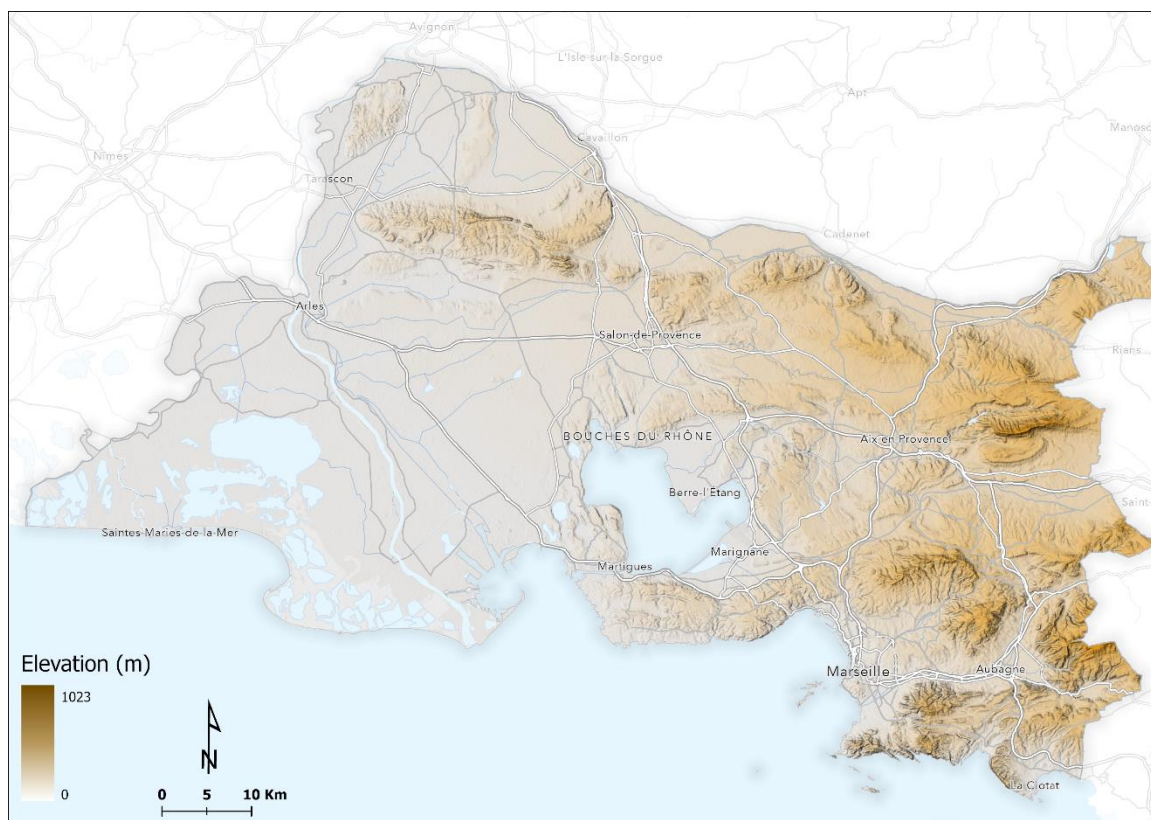 Avignon
L'Isle-sur-la-Sorgue
Apt
Manosq
Nîmes
Cavaillon
Tarascon
Cadenet
Arles
Salon-de-Provence
Rians
BOUCHES DU RHÔNE
Aix en Provence
Berre-l'Étang
Saint-
Saintes-Maries-de-la-Mer
Marignane
Martigues
Elevation (m)
1023
0
N
0 5 10 Km
Marseille
Aubagne
La Ciotat